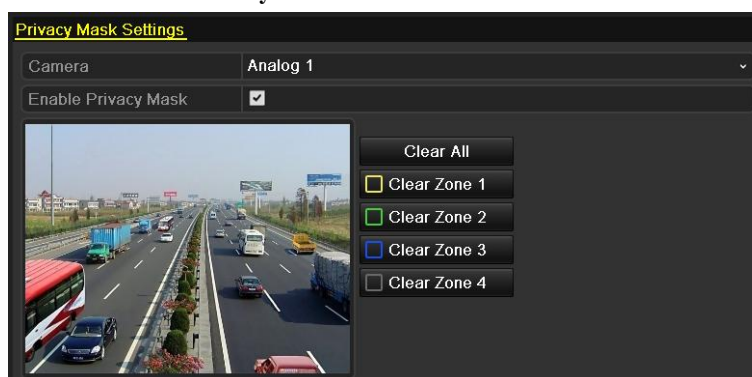 Privacy Mask Settings
Camera Analog 1
Enable Privacy Mask
Clear All
Clear Zone 1
Clear Zone 2
Clear Zone 3
Clear Zone 4